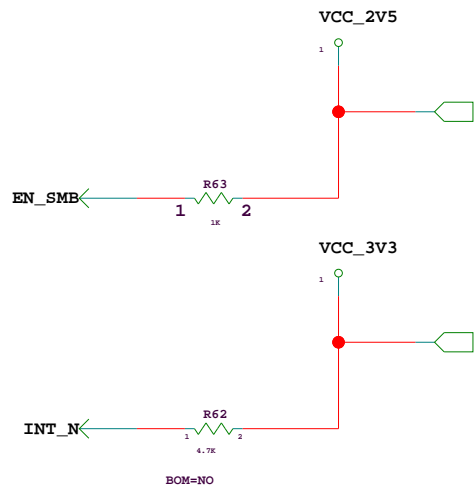 VCC_2V5
1
R63
EN_SMB
1 2
1K
VCC_3V3
1
R62
INT_N
1 2
4.7K
BOM=NO